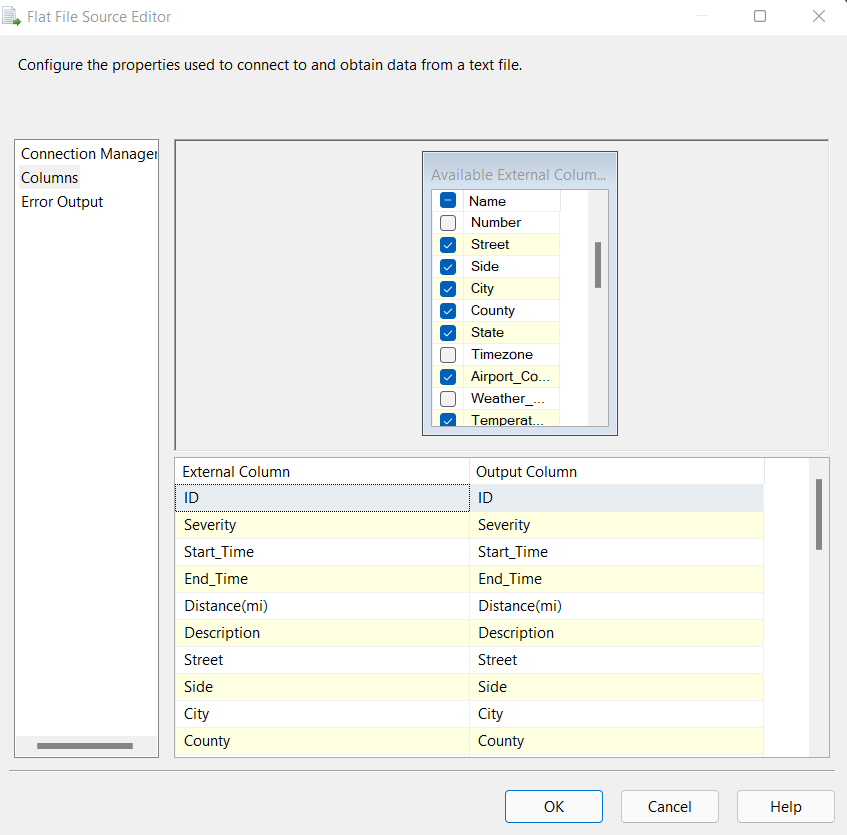 Flat File Source Editor
Configure the properties used to connect to and obtain data from a text file.
Connection Manager
Columns
Error Output
Available External Colum...
Name
Number
Street
Side
City
County
State
Timezone
Airport_Co...
Weather_...
Temperat...
External Column Output Column
ID ID
Severity Severity
Start_Time Start_Time
End_Time End_Time
Distance(mi) Distance(mi)
Description Description
Street Street
Side Side
City City
County County
OK Cancel Help